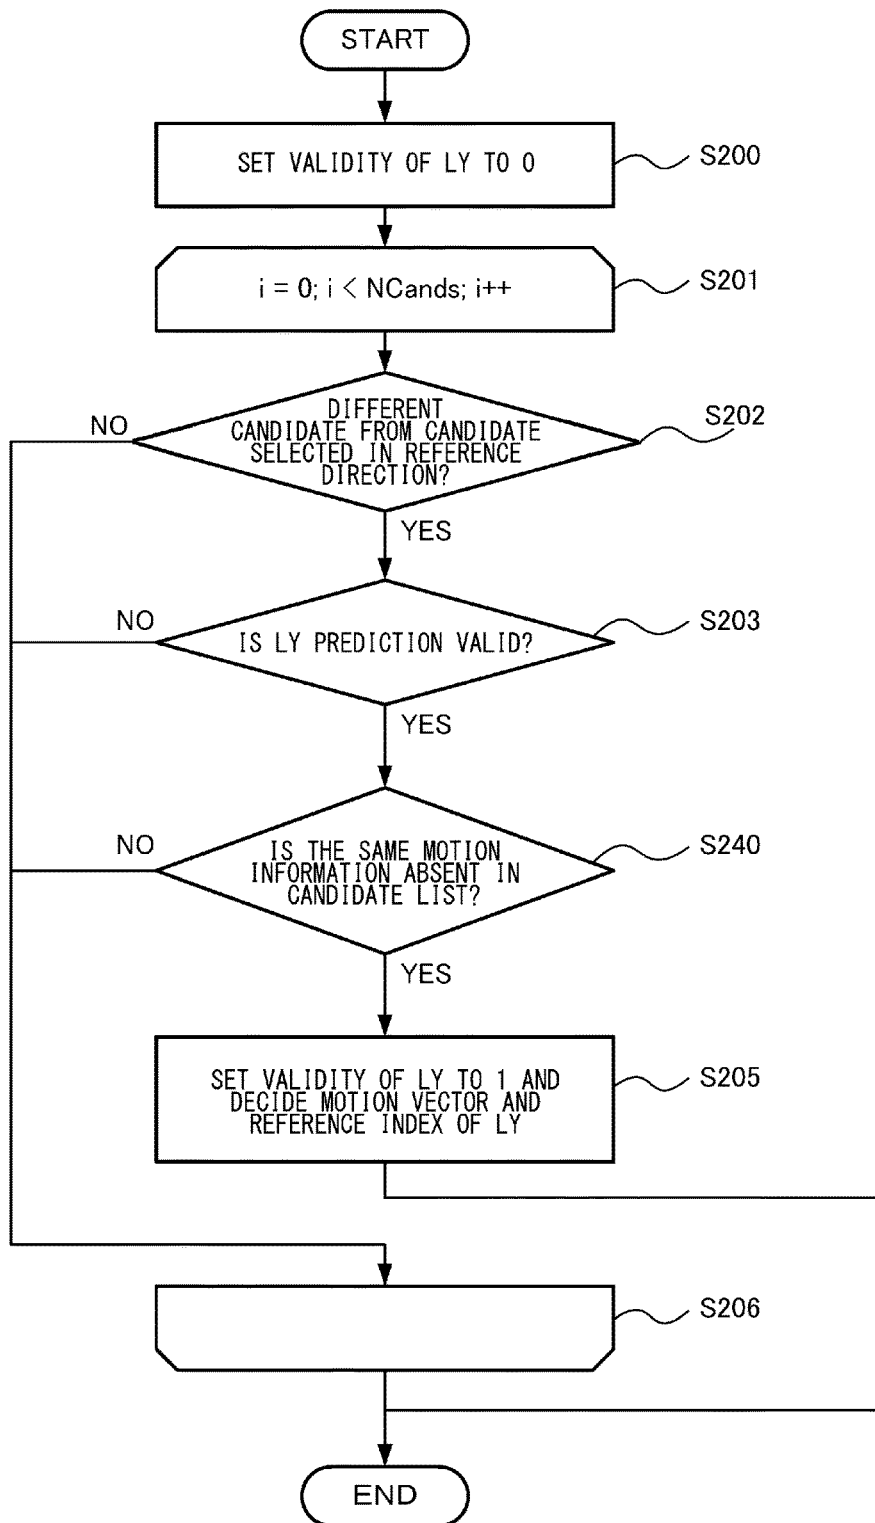 START
SET VALIDITY OF LY TO 0
S200
i = 0; i < NCands; i++
S201
DIFFERENT
CANDIDATE FROM CANDIDATE
SELECTED IN REFERENCE
DIRECTION?
S202
NO
YES
IS LY PREDICTION VALID?
S203
NO
YES
IS THE SAME MOTION
INFORMATION ABSENT IN
CANDIDATE LIST?
S240
NO
YES
SET VALIDITY OF LY TO 1 AND
DECIDE MOTION VECTOR AND
REFERENCE INDEX OF LY
S205
S206
END